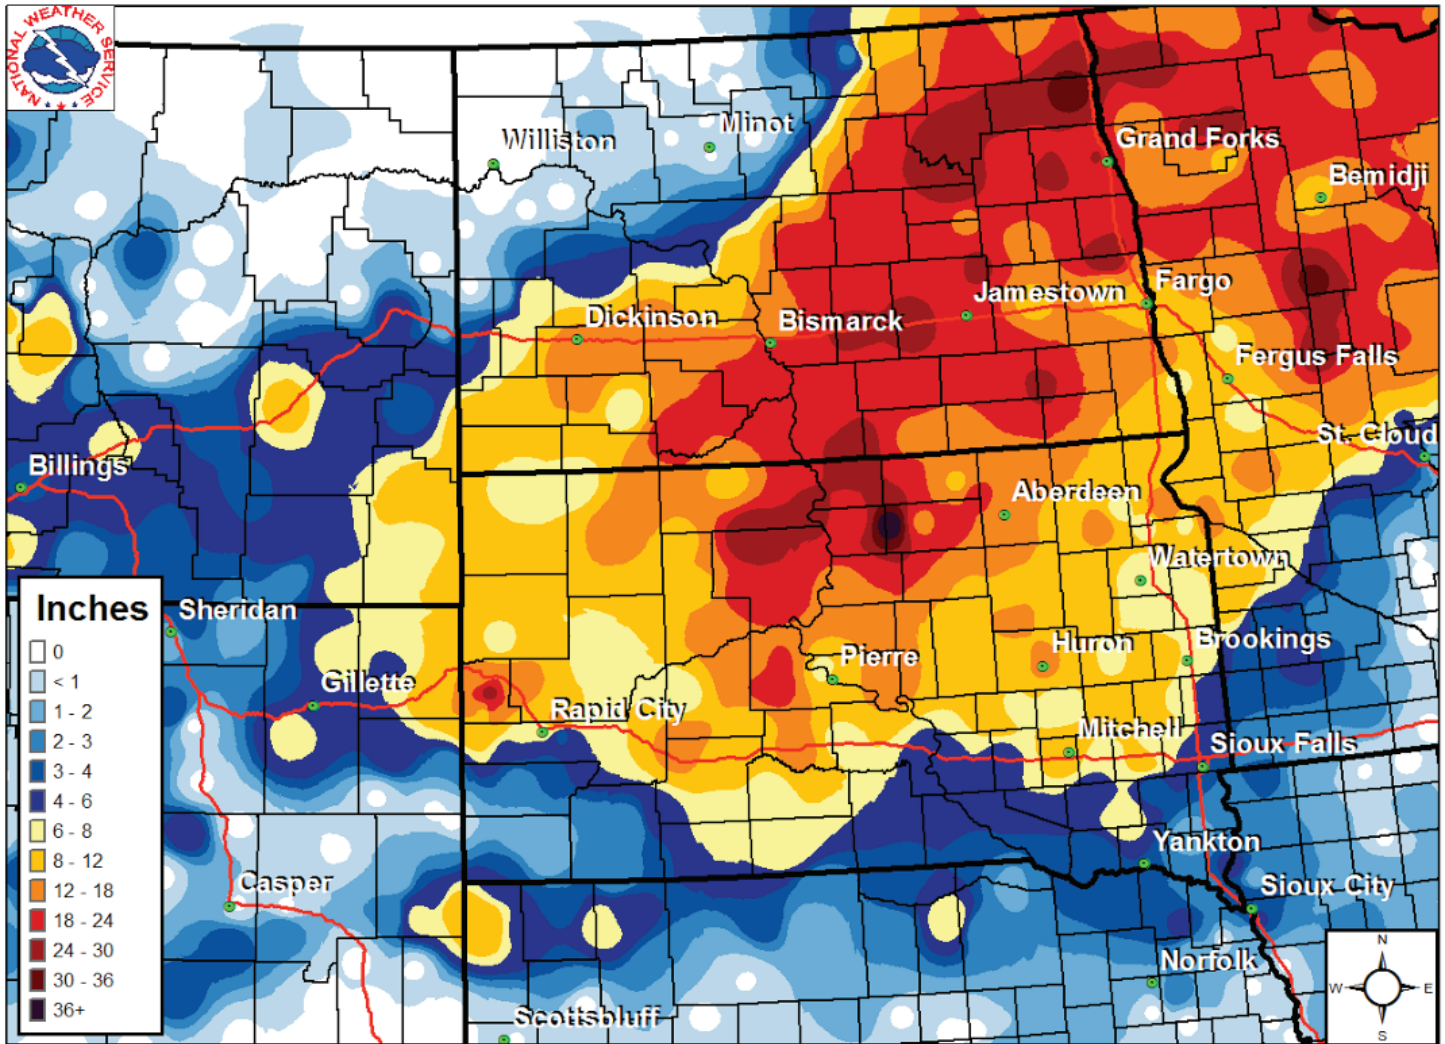 NATIONAL WEATHER SERVICE
Williston
Minot
Grand Forks
Bemidji
Fargo
Jamestown
Dickinson
Bismarck
Fergus Falls
St. Cloud
Billings
Aberdeen
Watertown
Sheridan
Huron
Brookings
Pierre
Gillette
Rapid City
Mitchell
Sioux Falls
Yankton
Casper
Sioux City
Norfolk
Scottsbluff
Inches
0
< 1
1 - 2
2 - 3
3 - 4
4 - 6
6 - 8
8 - 12
12 - 18
18 - 24
24 - 30
30 - 36
36+
N
W E
S